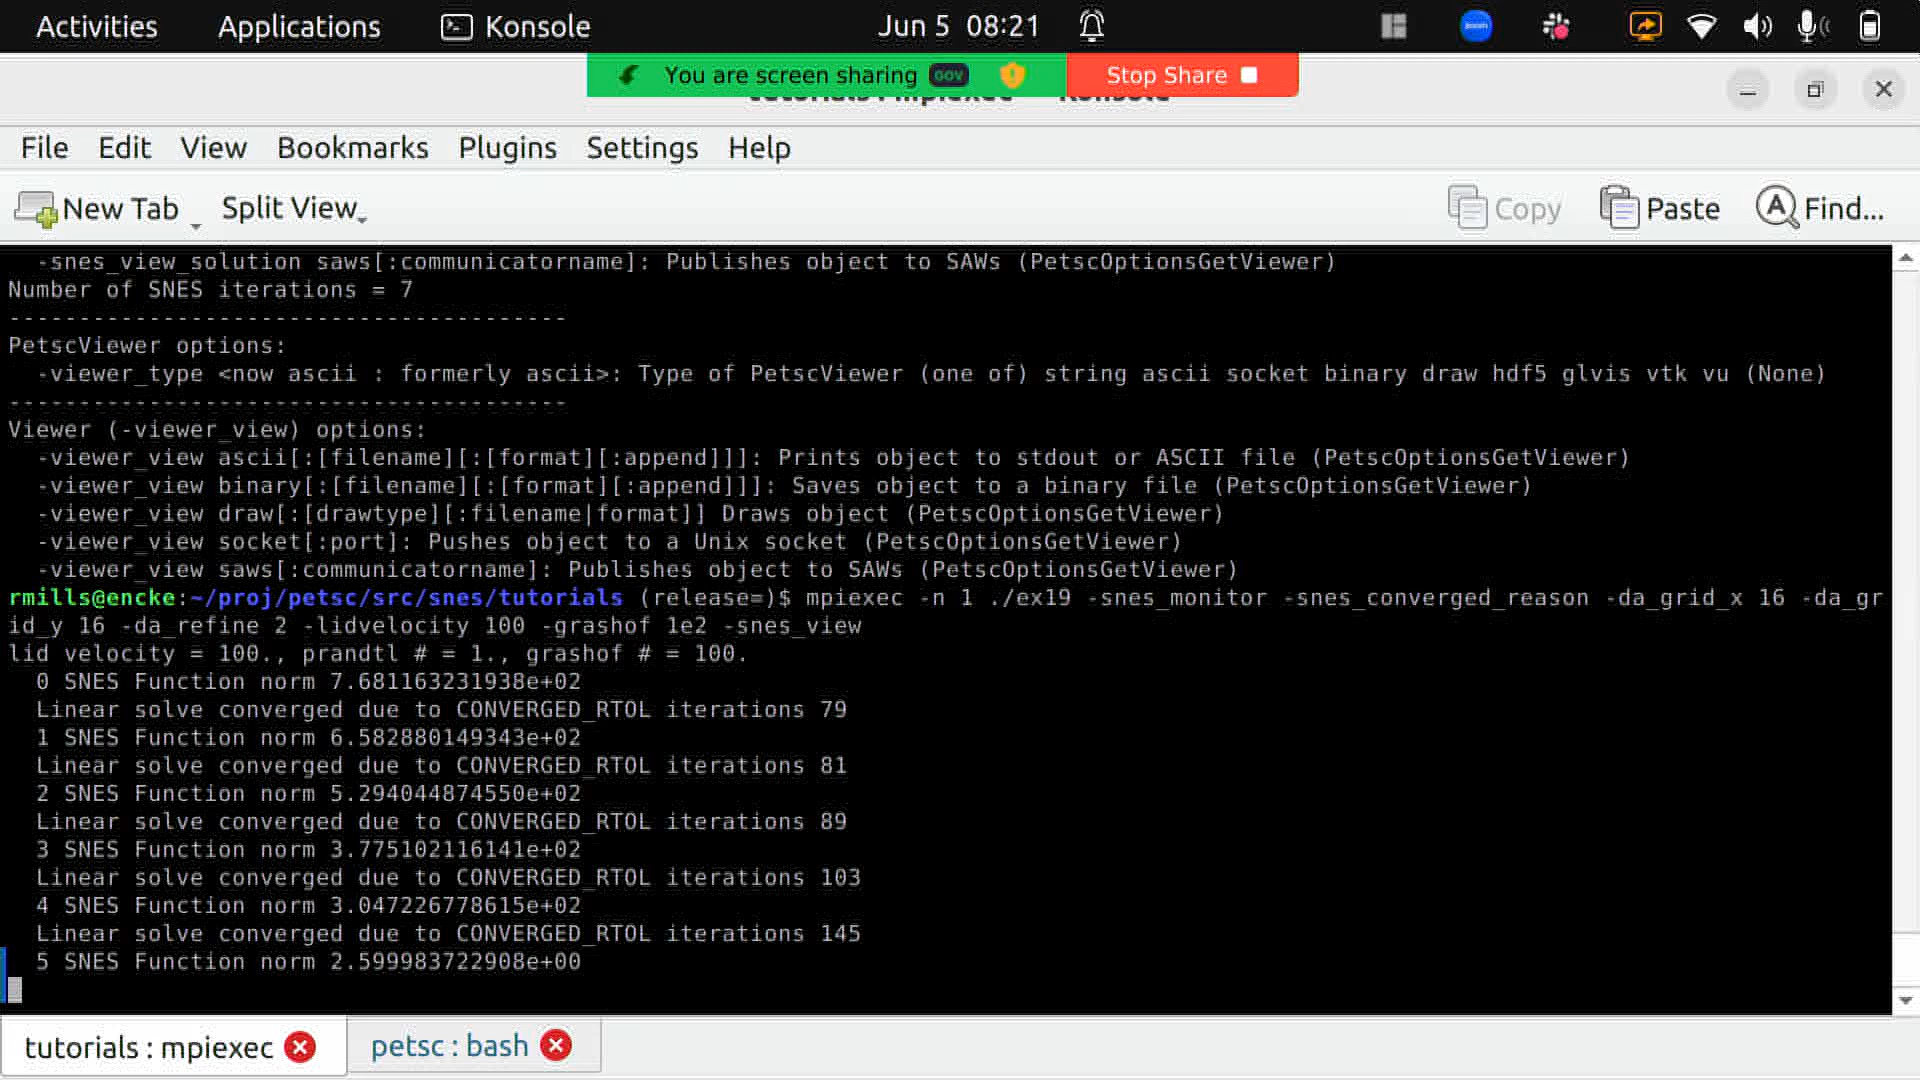 Activities Applications Konsole Jun 5 08:21
You are screen sharing GOV Stop Share
File Edit View Bookmarks Plugins Settings Help
New Tab Split View Copy Paste Find...
-snes_view_solution saws[:communicatorname]: Publishes object to SAWs (PetscOptionsGetViewer)
Number of SNES iterations = 7
----------------------------------------
PetscViewer options:
-viewer_type <now ascii : formerly ascii>: Type of PetscViewer (one of) string ascii socket binary draw hdf5 glvis vtk vu (None)
----------------------------------------
Viewer (-viewer_view) options:
-viewer_view ascii[:[filename][:[format][:append]]]: Prints object to stdout or ASCII file (PetscOptionsGetViewer)
-viewer_view binary[:[filename][:[format][:append]]]: Saves object to a binary file (PetscOptionsGetViewer)
-viewer_view draw[:[drawtype][:filename|format]] Draws object (PetscOptionsGetViewer)
-viewer_view socket[:port]: Pushes object to a Unix socket (PetscOptionsGetViewer)
-viewer_view saws[:communicatorname]: Publishes object to SAWs (PetscOptionsGetViewer)
rmills@encke:~/proj/petsc/src/snes/tutorials (release=)$ mpiexec -n 1 ./ex19 -snes_monitor -snes_converged_reason -da_grid_x 16 -da_gr
id_y 16 -da_refine 2 -lidvelocity 100 -grashof 1e2 -snes_view
lid velocity = 100., prandtl # = 1., grashof # = 100.
0 SNES Function norm 7.681163231938e+02
Linear solve converged due to CONVERGED_RTOL iterations 79
1 SNES Function norm 6.582880149343e+02
Linear solve converged due to CONVERGED_RTOL iterations 81
2 SNES Function norm 5.294044874550e+02
Linear solve converged due to CONVERGED_RTOL iterations 89
3 SNES Function norm 3.775102116141e+02
Linear solve converged due to CONVERGED_RTOL iterations 103
4 SNES Function norm 3.047226778615e+02
Linear solve converged due to CONVERGED_RTOL iterations 145
5 SNES Function norm 2.599983722908e+00
tutorials : mpiexec petsc : bash